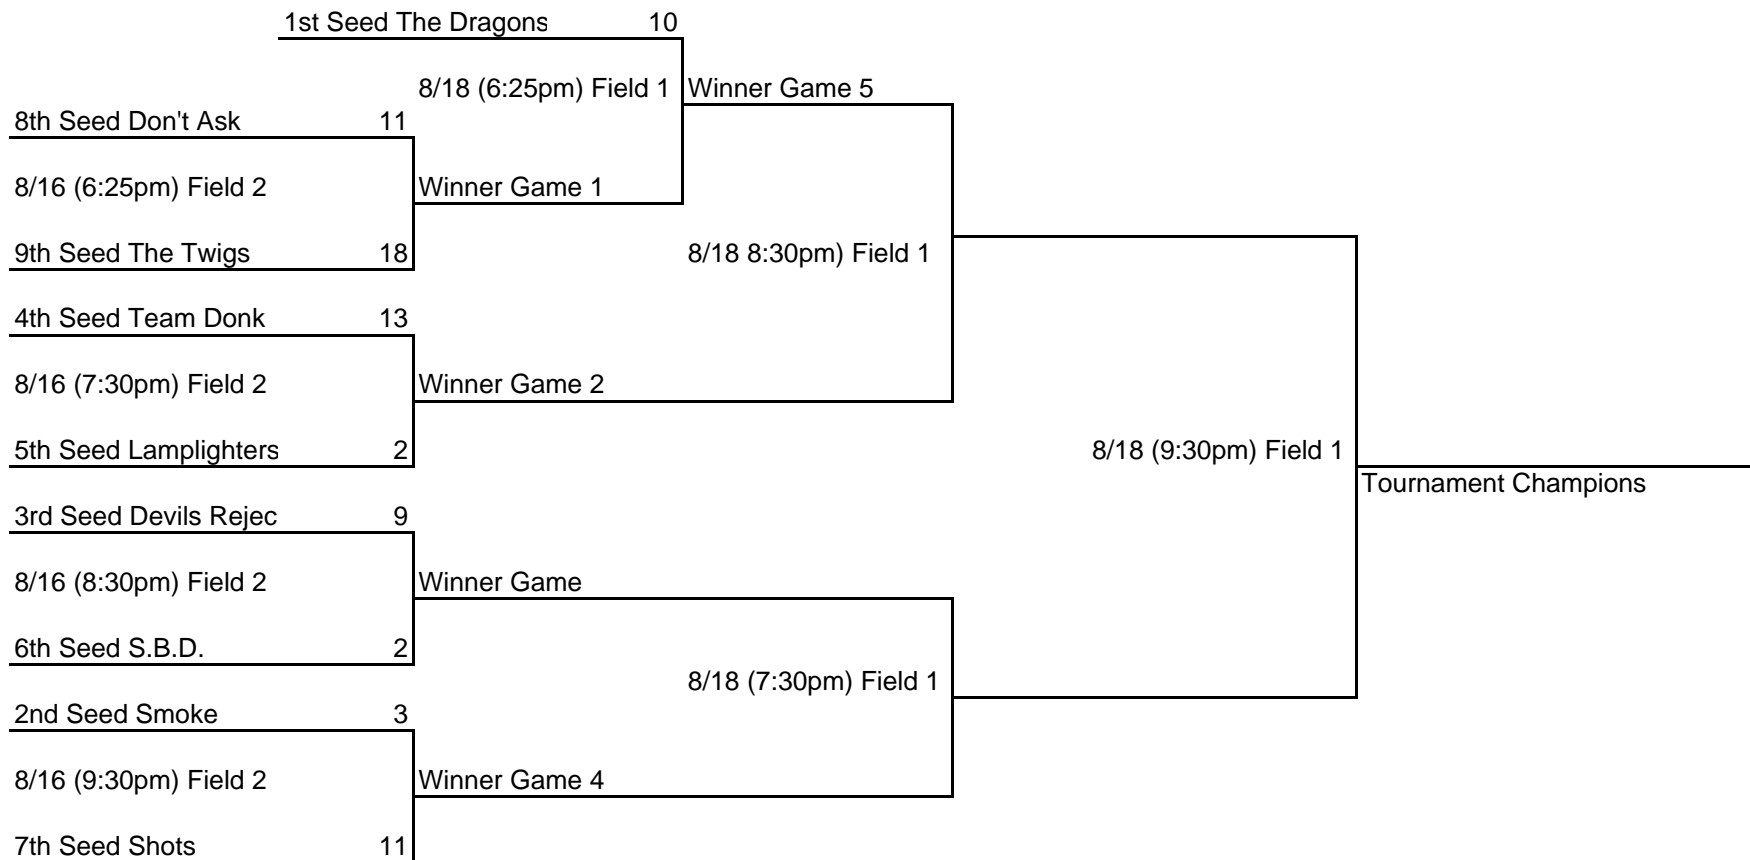 1st Seed The Dragons 10
8/18 (6:25pm) Field 1 Winner Game 5
8th Seed Don't Ask 11
8/16 (6:25pm) Field 2 Winner Game 1
9th Seed The Twigs 18 8/18 8:30pm) Field 1
4th Seed Team Donk 13
8/16 (7:30pm) Field 2 Winner Game 2
5th Seed Lamplighters 2 8/18 (9:30pm) Field 1
Tournament Champions
3rd Seed Devils Rejec 9
8/16 (8:30pm) Field 2 Winner Game
6th Seed S.B.D. 2
8/18 (7:30pm) Field 1
2nd Seed Smoke 3
8/16 (9:30pm) Field 2 Winner Game 4
7th Seed Shots 11